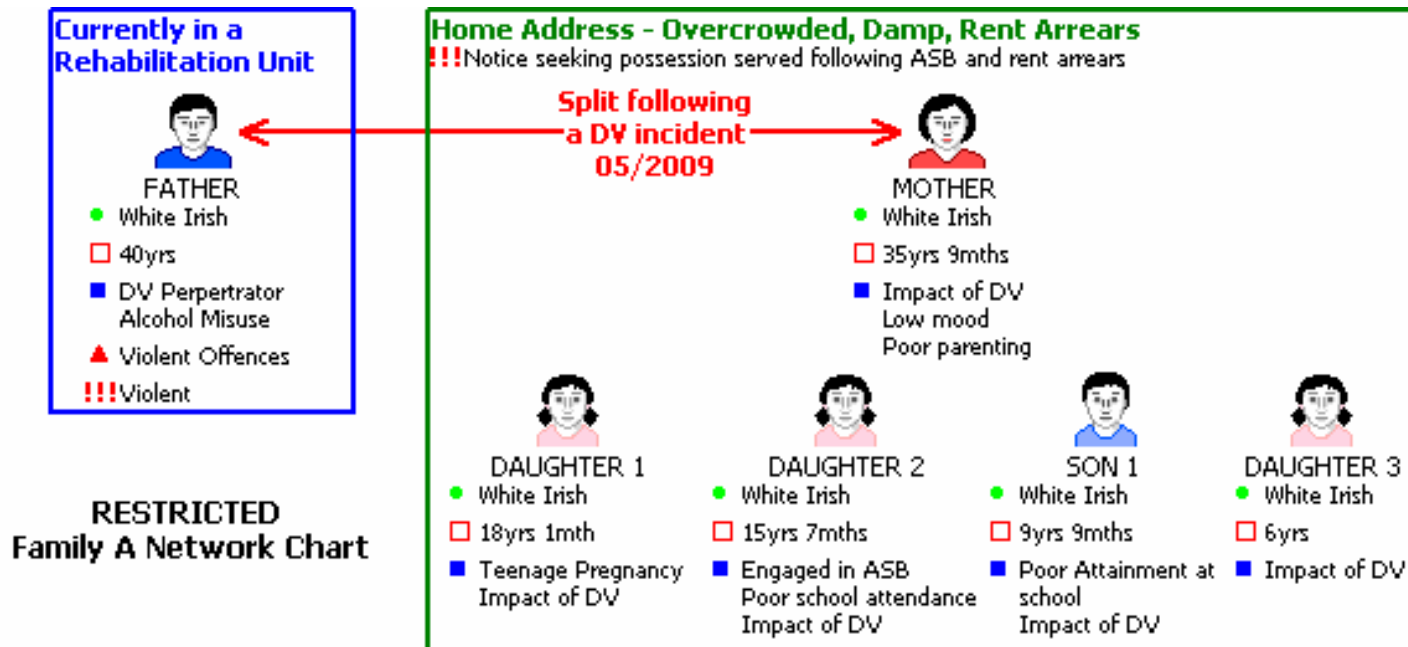 Currently in a
Rehabilitation Unit
FATHER
White Irish
40yrs
DV Perpertrator
Alcohol Misuse
Violent Offences
!!!Violent
RESTRICTED
Family A Network Chart
Split following
a DV incident
05/2009
Home Address - Overcrowded, Damp, Rent Arrears
!!!Notice seeking possession served following ASB and rent arrears
MOTHER
White Irish
35yrs 9mths
Impact of DV
Low mood
Poor parenting
DAUGHTER 1
White Irish
18yrs 1mth
Teenage Pregnancy
Impact of DV
DAUGHTER 2
White Irish
15yrs 7mths
Engaged in ASB
Poor school attendance
Impact of DV
SON 1
White Irish
9yrs 9mths
Poor Attainment at
school
Impact of DV
DAUGHTER 3
White Irish
6yrs
Impact of DV